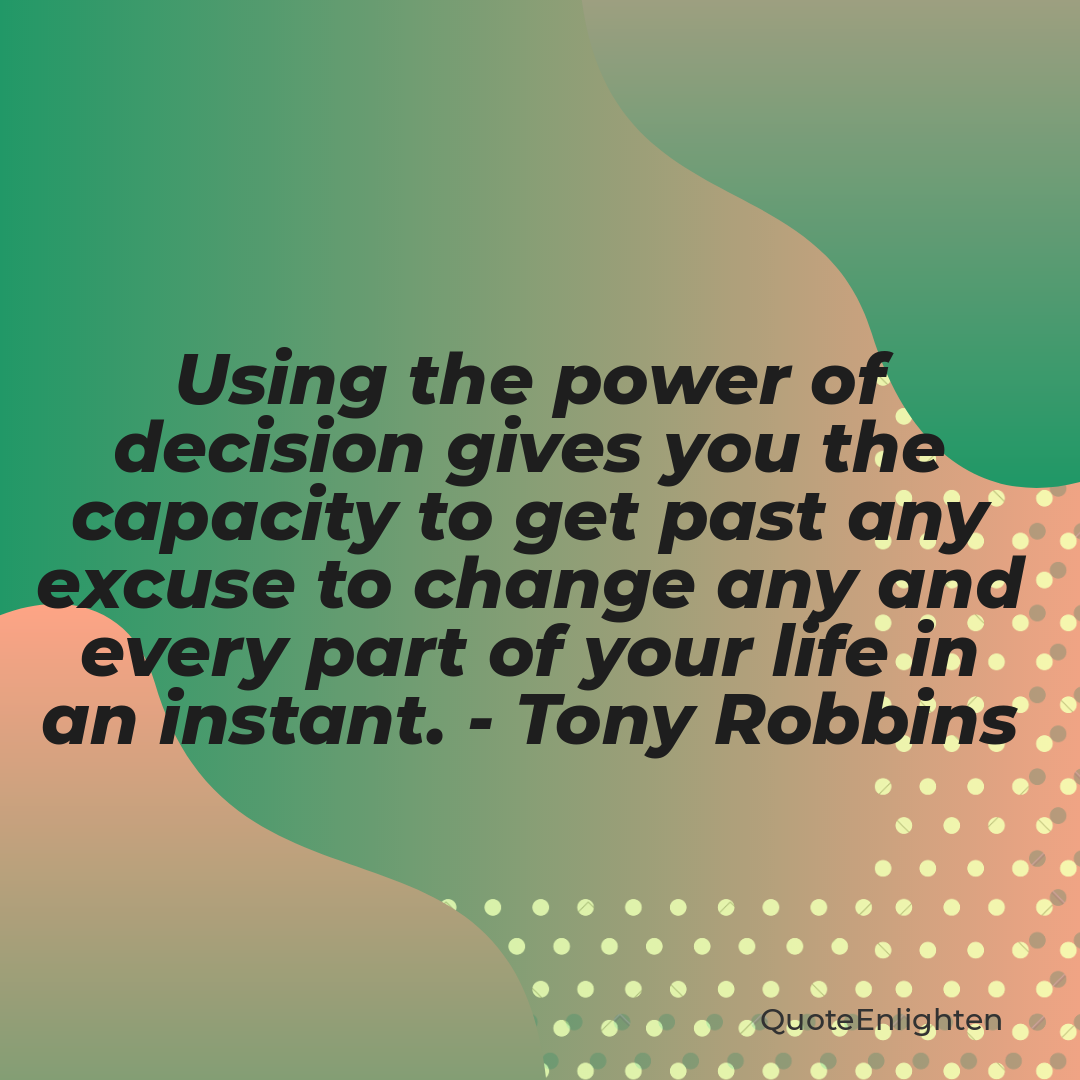 Using the power of
decision gives you the
capacity to get past any
excuse to change any and
every part of your life in
an instant. - Tony Robbins
QuoteEnlighten